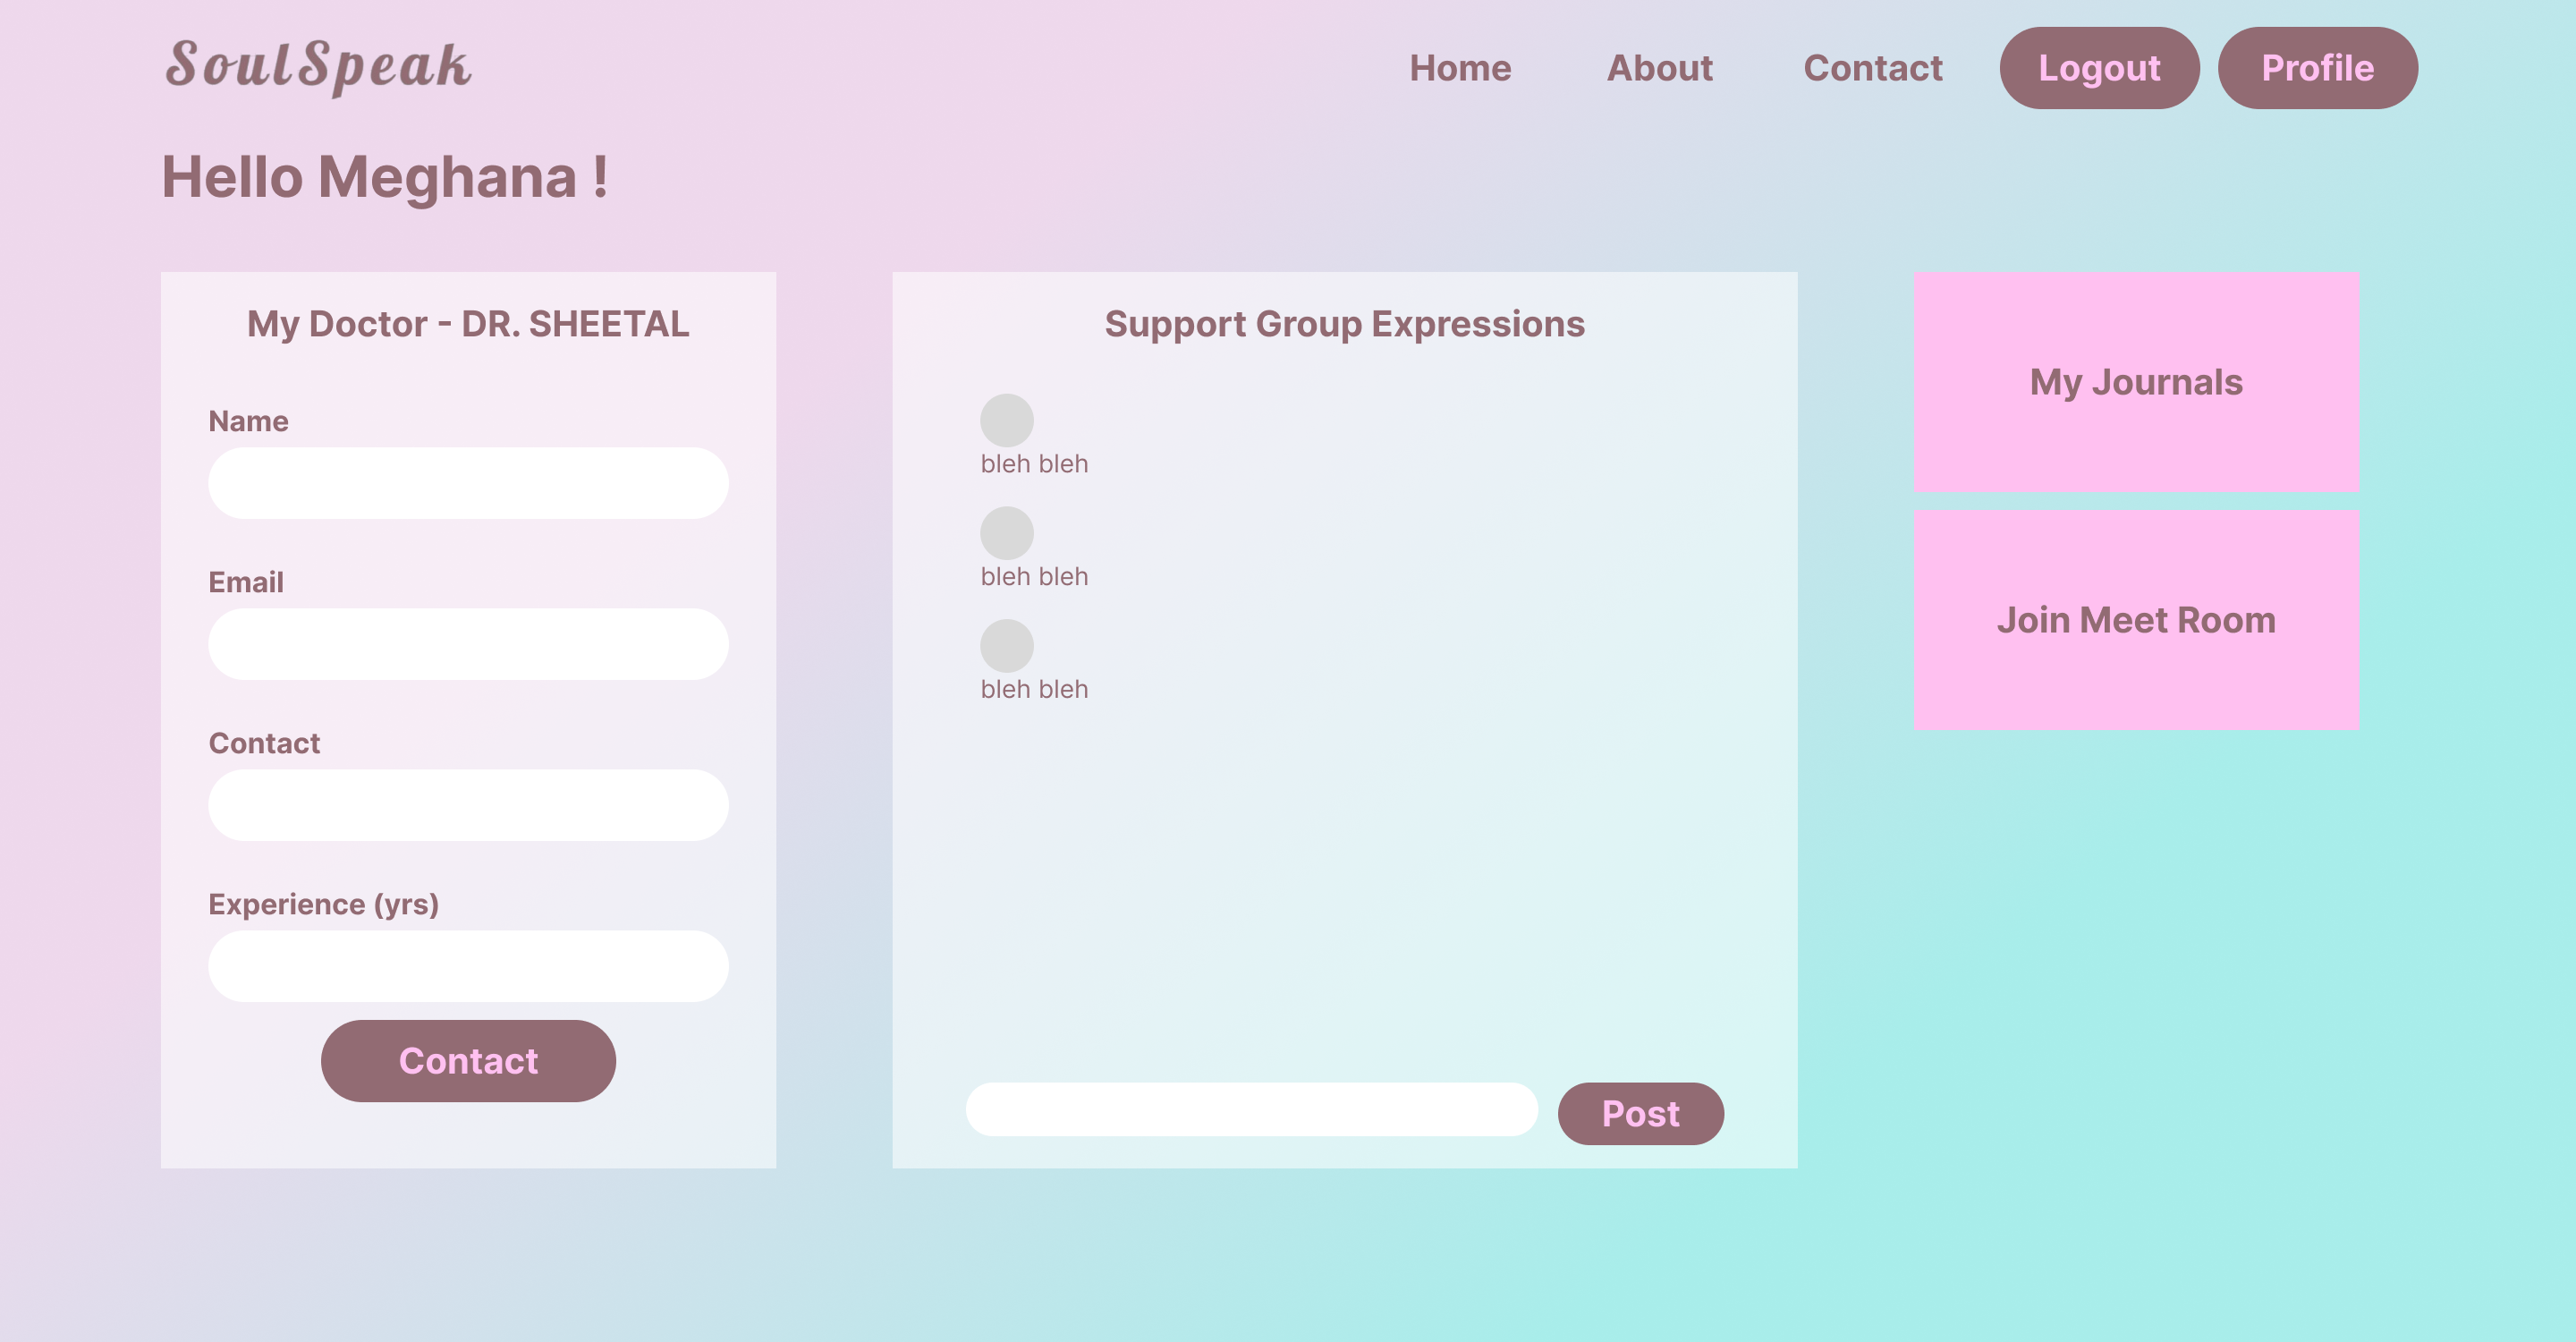 SoulSpeak
Home
About
Contact
Logout
Profile
Hello Meghana !
My Doctor - DR. SHEETAL
Name
Email
Contact
Experience (yrs)
Contact
Support Group Expressions
bleh bleh
bleh bleh
bleh bleh
Post
My Journals
Join Meet Room